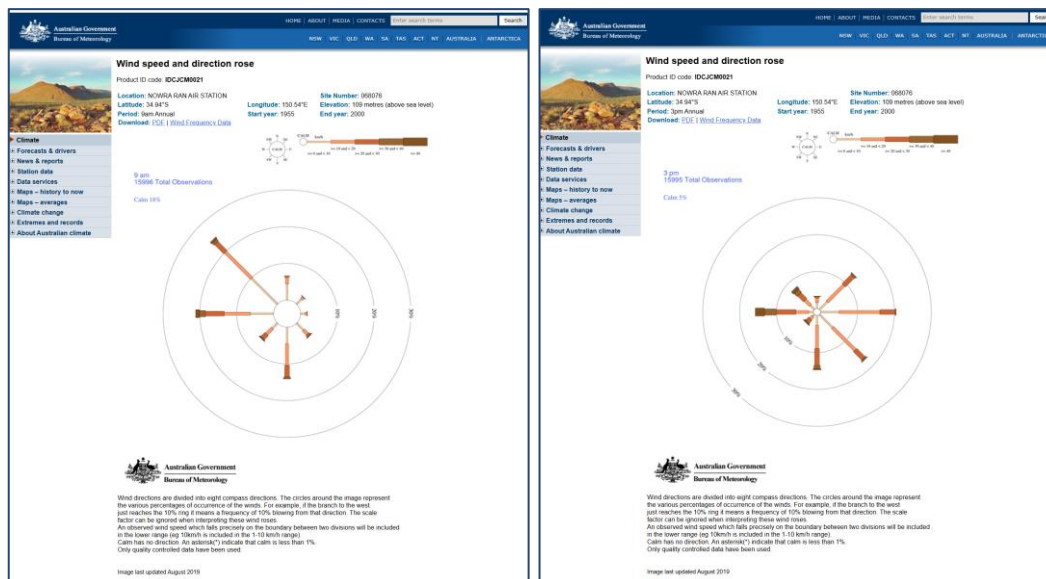 HOME | ABOUT | MEDIA | CONTACTS Enter search terms Search
Australian Government
Bureau of Meteorology
NSW VIC QLD WA SA TAS ACT NT AUSTRALIA ANTARCTICA
Wind speed and direction rose
Product ID code: IDCJCM0021
Location: NOWRA RAN AIR STATION Site Number: 068076
Latitude: 34.94°S Longitude: 150.54°E Elevation: 109 metres (above sea level)
Period: 9am Annual Start year: 1955 End year: 2000
Download: PDF | Wind Frequency Data
Climate
Forecasts & drivers
News & reports
Station data
Data services
Maps – history to now
Maps – averages
Climate change
Extremes and records
About Australian climate
CALM km/h
9 am
15996 Total Observations
10%
20%
30%
Australian Government
Bureau of Meteorology
Wind directions are divided into eight compass directions. The circles around the image represent
the various percentages of occurrence of the winds. For example, if the branch to the west
just reaches the 10% ring it means a frequency of 10% blowing from that direction. The scale
factor can be ignored when interpreting these wind roses.
An observed wind speed which falls precisely on the boundary between two divisions will be included
in the lower range (eg 10km/h is included in the 1-10 km/h range).
Calm has no direction. An asterisk(*) indicate that calm is less than 1%.
Only quality controlled data have been used.
Image last updated August 2019
HOME | ABOUT | MEDIA | CONTACTS Enter search terms
Australian Government
Bureau of Meteorology
NSW VIC QLD WA SA TAS ACT NT AUSTRALIA
Wind speed and direction rose
Product ID code: IDCJCM0021
Location: NOWRA RAN AIR STATION Site Number: 068076
Latitude: 34.94°S Longitude: 150.54°E Elevation: 109 metres (above sea level)
Period: 3pm Annual Start year: 1955 End year: 2000
Download: PDF | Wind Frequency Data
Climate
Forecasts & drivers
News & reports
Station data
Data services
Maps – history to now
Maps – averages
Climate change
Extremes and records
About Australian climate
CALM km/h
3 pm
15995 Total Observations
Calm 5%
10%
20%
30%
Australian Government
Bureau of Meteorology
Wind directions are divided into eight compass directions. The circles around the image represent
the various percentages of occurrence of the winds. For example, if the branch to the west
just reaches the 10% ring it means a frequency of 10% blowing from that direction. The scale
factor can be ignored when interpreting these wind roses.
An observed wind speed which falls precisely on the boundary between two divisions will be included
in the lower range (eg 10km/h is included in the 1-10 km/h range).
Calm has no direction. An asterisk(*) indicate that calm is less than 1%.
Only quality controlled data have been used.
Image last updated August 2019